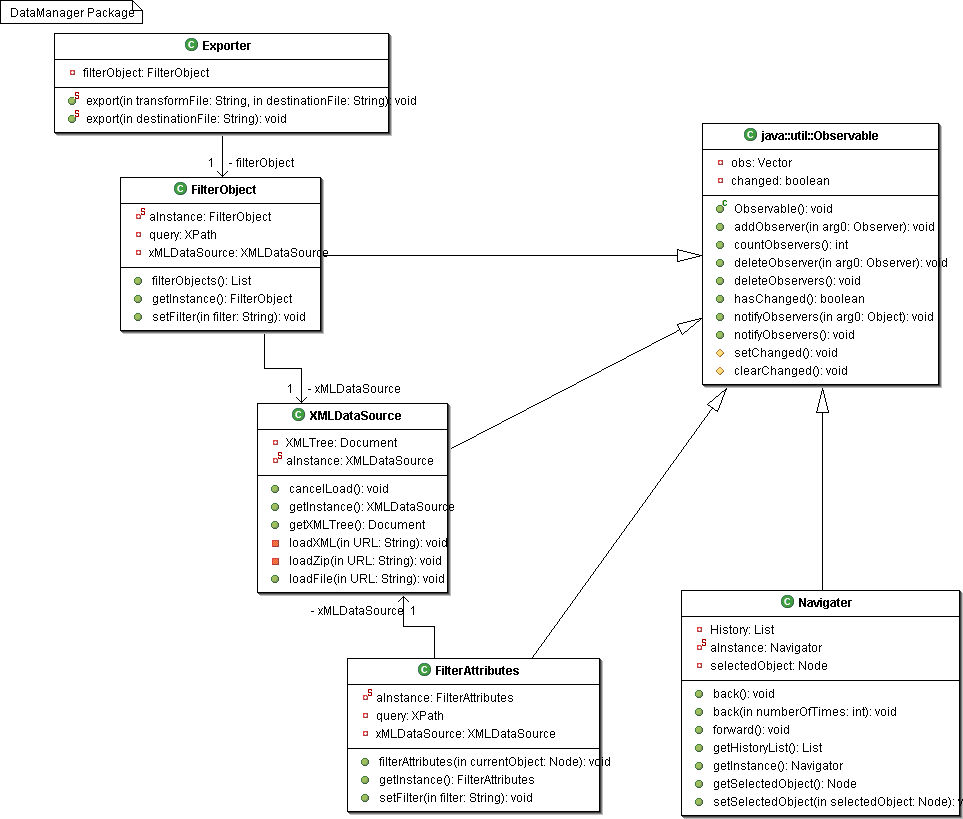 DataManager Package
C Exporter
filterObject: FilterObject
S export(in transformFile: String, in destinationFile: String): void
S export(in destinationFile: String): void
1 - filterObject
C FilterObject
S aInstance: FilterObject
query: XPath
xMLDataSource: XMLDataSource
filterObjects(): List
getInstance(): FilterObject
setFilter(in filter: String): void
1 - xMLDataSource
C XMLDataSource
XMLTree: Document
S aInstance: XMLDataSource
cancelLoad(): void
getInstance(): XMLDataSource
getXMLTree(): Document
loadXML(in URL: String): void
loadZip(in URL: String): void
loadFile(in URL: String): void
- xMLDataSource 1
C FilterAttributes
S aInstance: FilterAttributes
query: XPath
xMLDataSource: XMLDataSource
filterAttributes(in currentObject: Node): void
getInstance(): FilterAttributes
setFilter(in filter: String): void
C java::util::Observable
obs: Vector
changed: boolean
C Observable(): void
addObserver(in arg0: Observer): void
countObservers(): int
deleteObserver(in arg0: Observer): void
deleteObservers(): void
hasChanged(): boolean
notifyObservers(in arg0: Object): void
notifyObservers(): void
setChanged(): void
clearChanged(): void
C Navigater
History: List
S aInstance: Navigator
selectedObject: Node
back(): void
back(in numberOfTimes: int): void
forward(): void
getHistoryList(): List
getInstance(): Navigator
getSelectedObject(): Node
setSelectedObject(in selectedObject: Node):